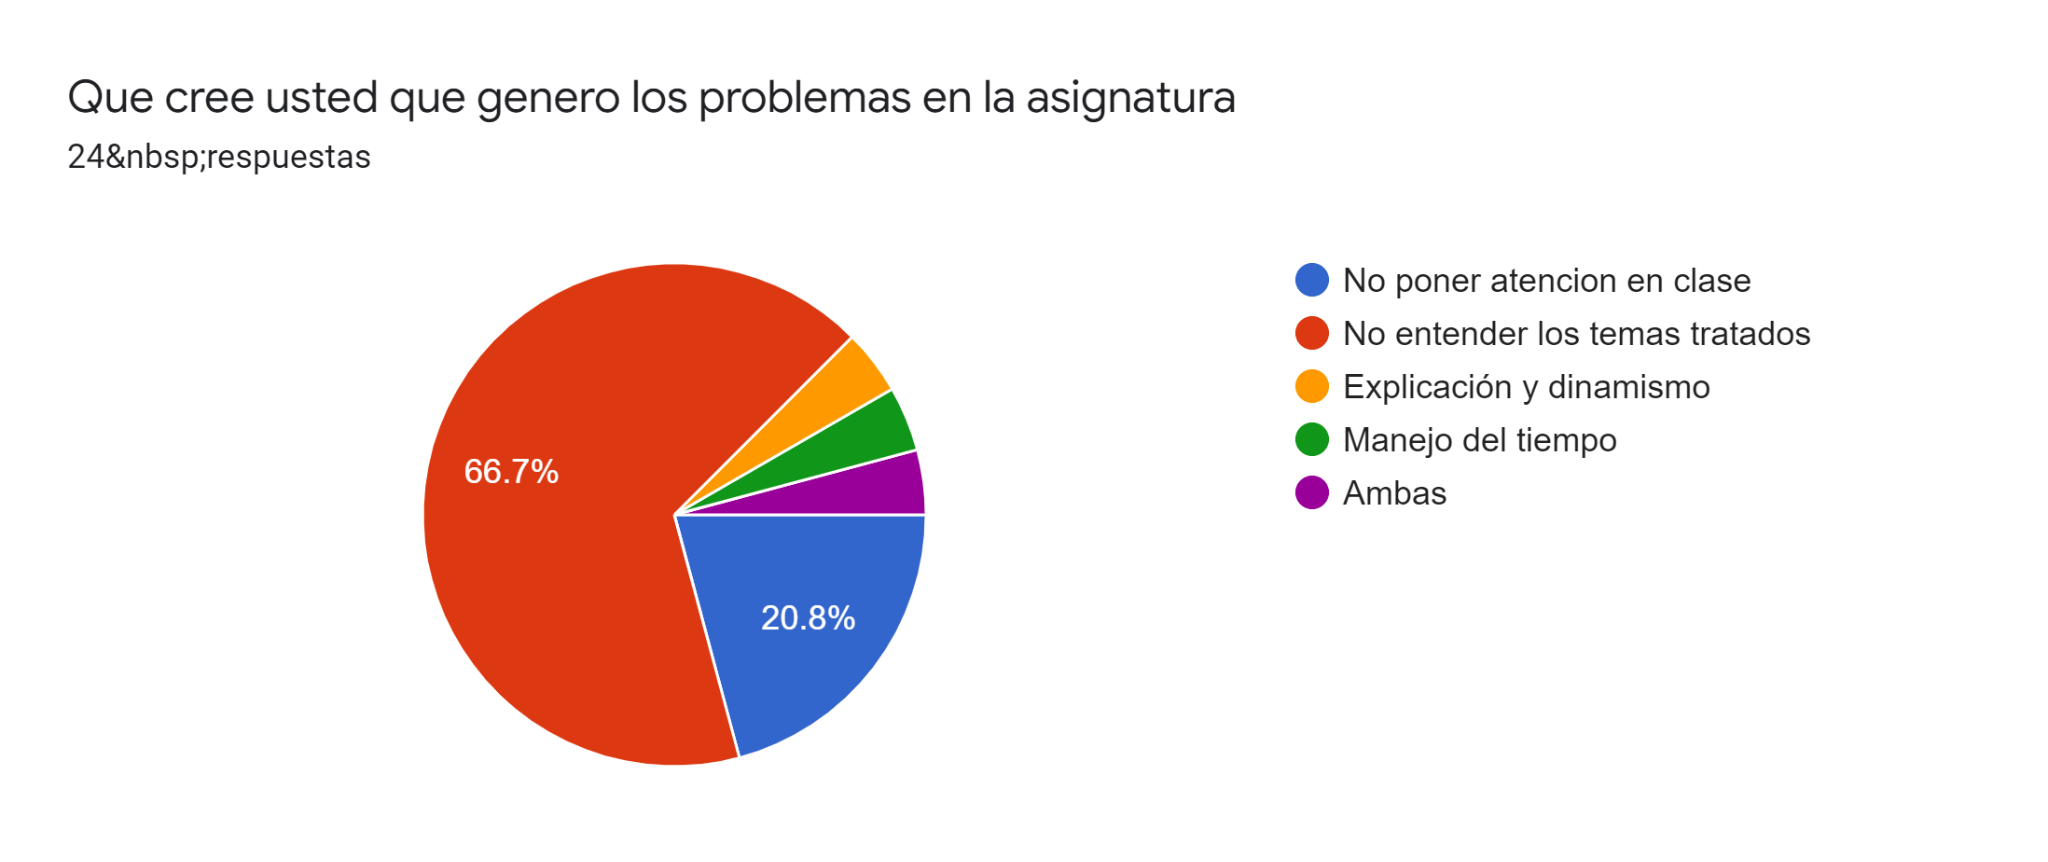 Que cree usted que genero los problemas en la asignatura
24&nbsp;respuestas
No poner atencion en clase
No entender los temas tratados
Explicación y dinamismo
Manejo del tiempo
Ambas
66.7%
20.8%